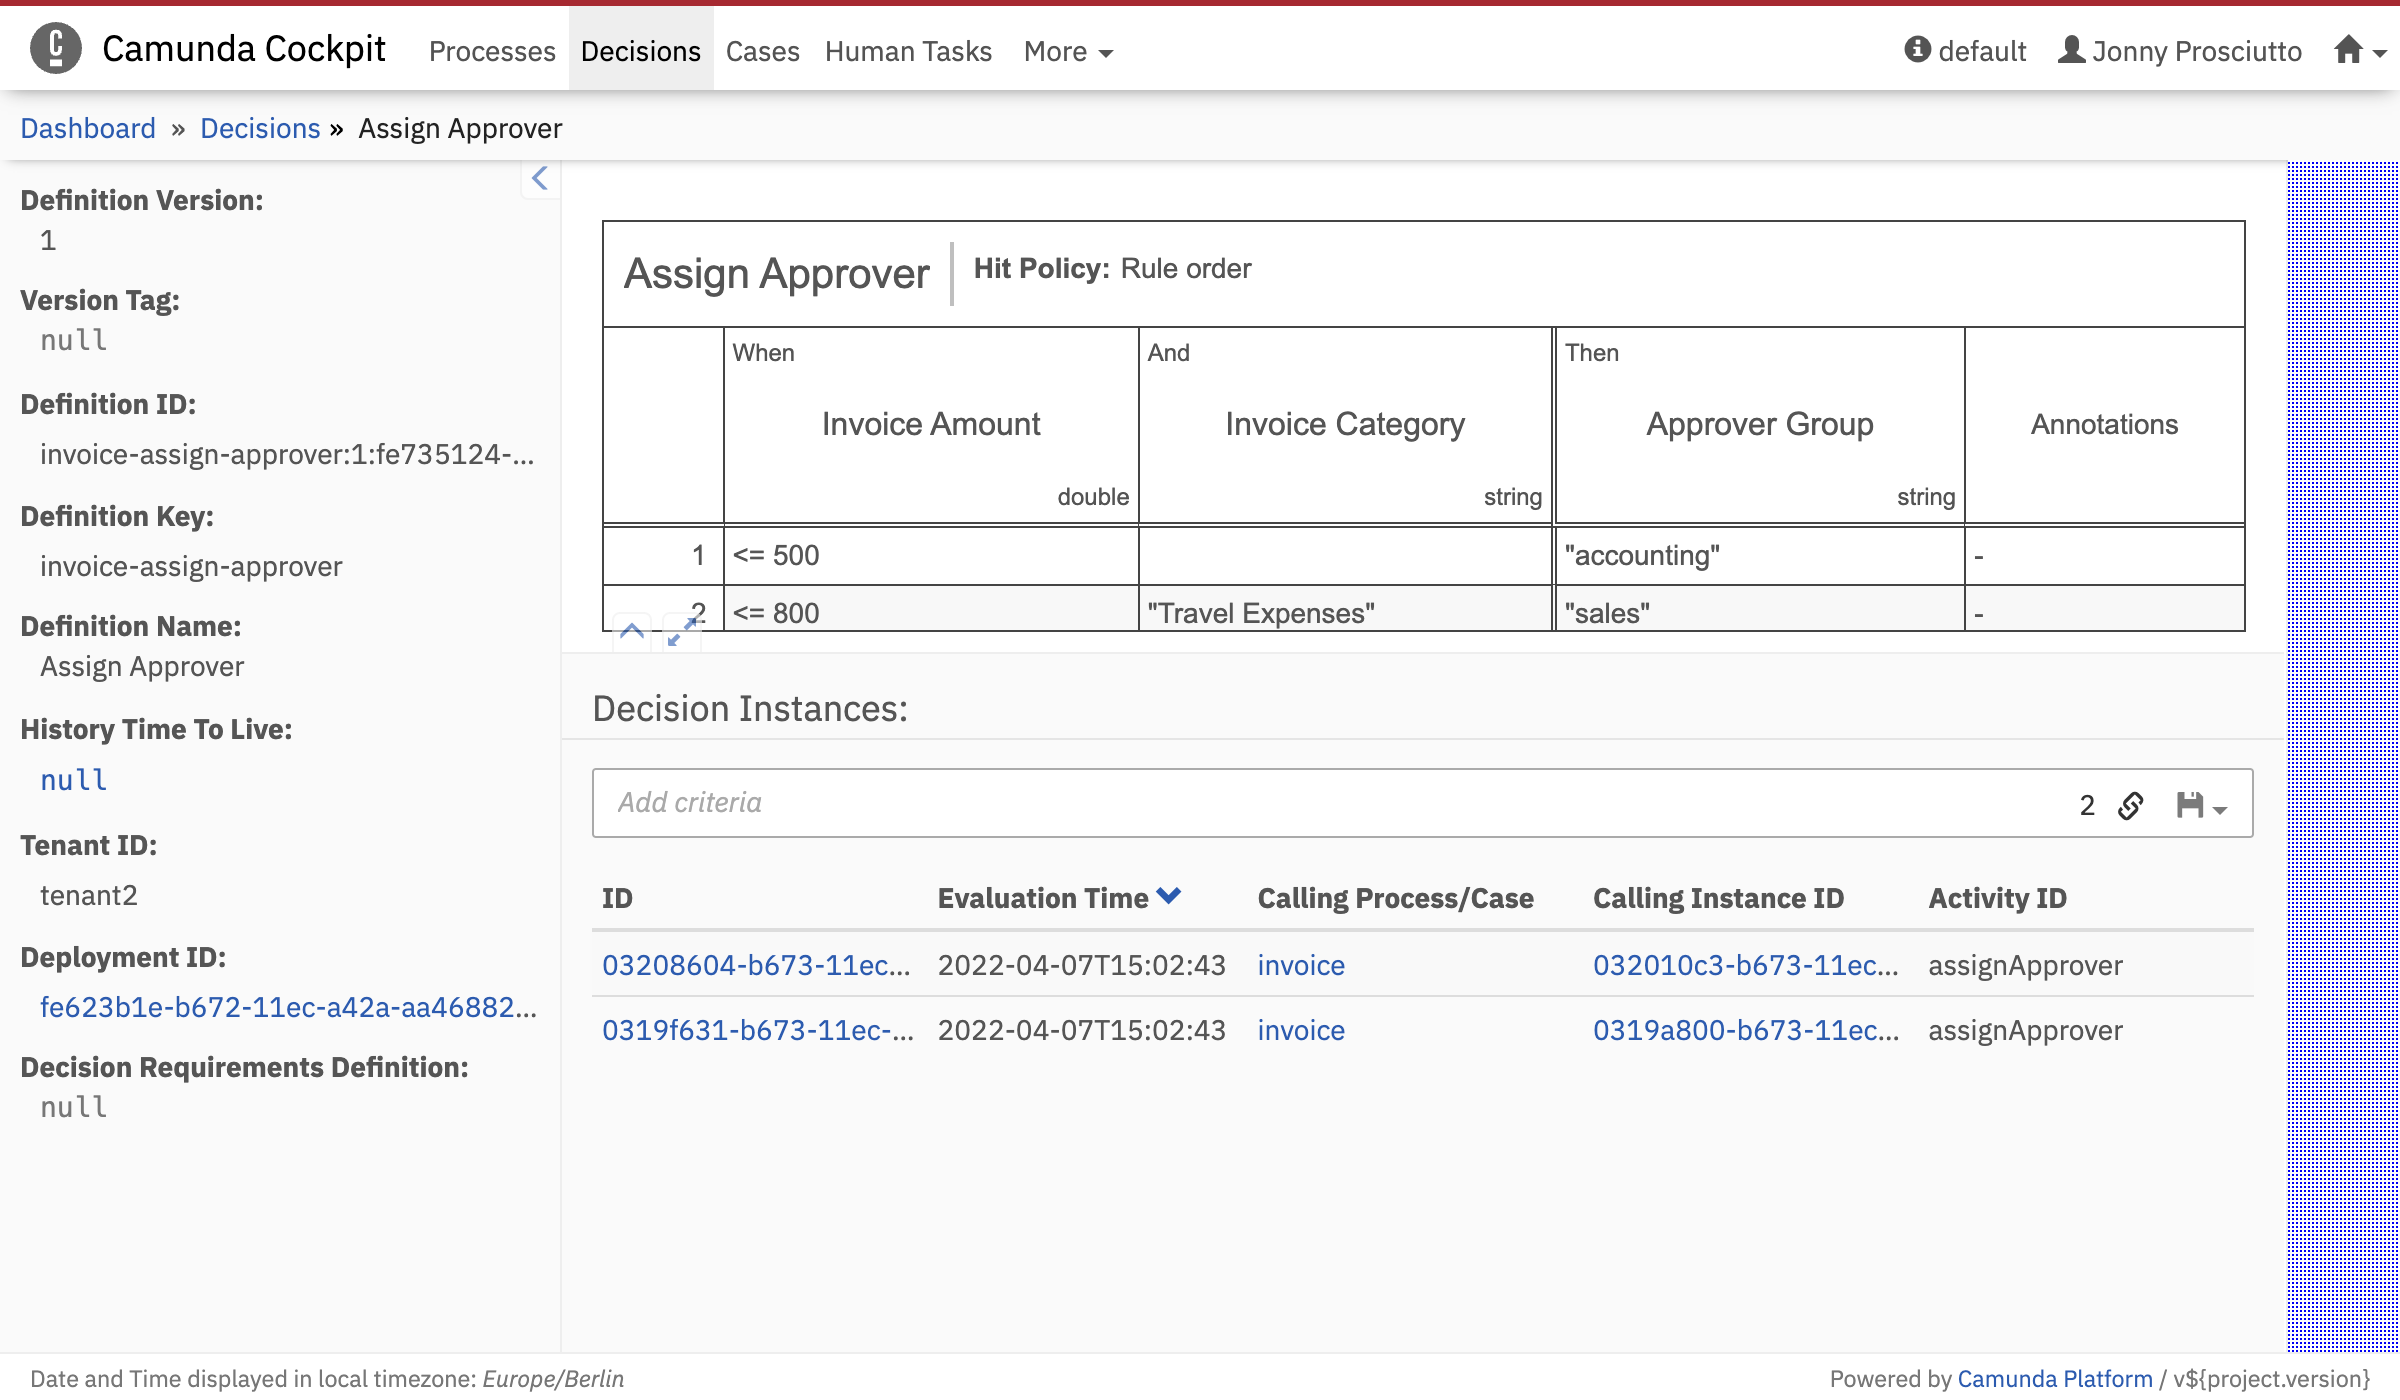 Camunda Cockpit Processes Decisions Cases Human Tasks More default Jonny Prosciutto
Dashboard » Decisions » Assign Approver
Definition Version:
1
Version Tag:
null
Definition ID:
invoice-assign-approver:1:fe735124-...
Definition Key:
invoice-assign-approver
Definition Name:
Assign Approver
History Time To Live:
null
Tenant ID:
tenant2
Deployment ID:
fe623b1e-b672-11ec-a42a-aa46882...
Decision Requirements Definition:
null
Assign Approver Hit Policy: Rule order
When And Then
Invoice Amount Invoice Category Approver Group Annotations
double string string
1 <= 500 "accounting" -
2 <= 800 "Travel Expenses" "sales" -
Decision Instances:
Add criteria 2
ID Evaluation Time Calling Process/Case Calling Instance ID Activity ID
03208604-b673-11ec... 2022-04-07T15:02:43 invoice 032010c3-b673-11ec... assignApprover
0319f631-b673-11ec-... 2022-04-07T15:02:43 invoice 0319a800-b673-11ec... assignApprover
Date and Time displayed in local timezone: Europe/Berlin Powered by Camunda Platform / v${project.version}